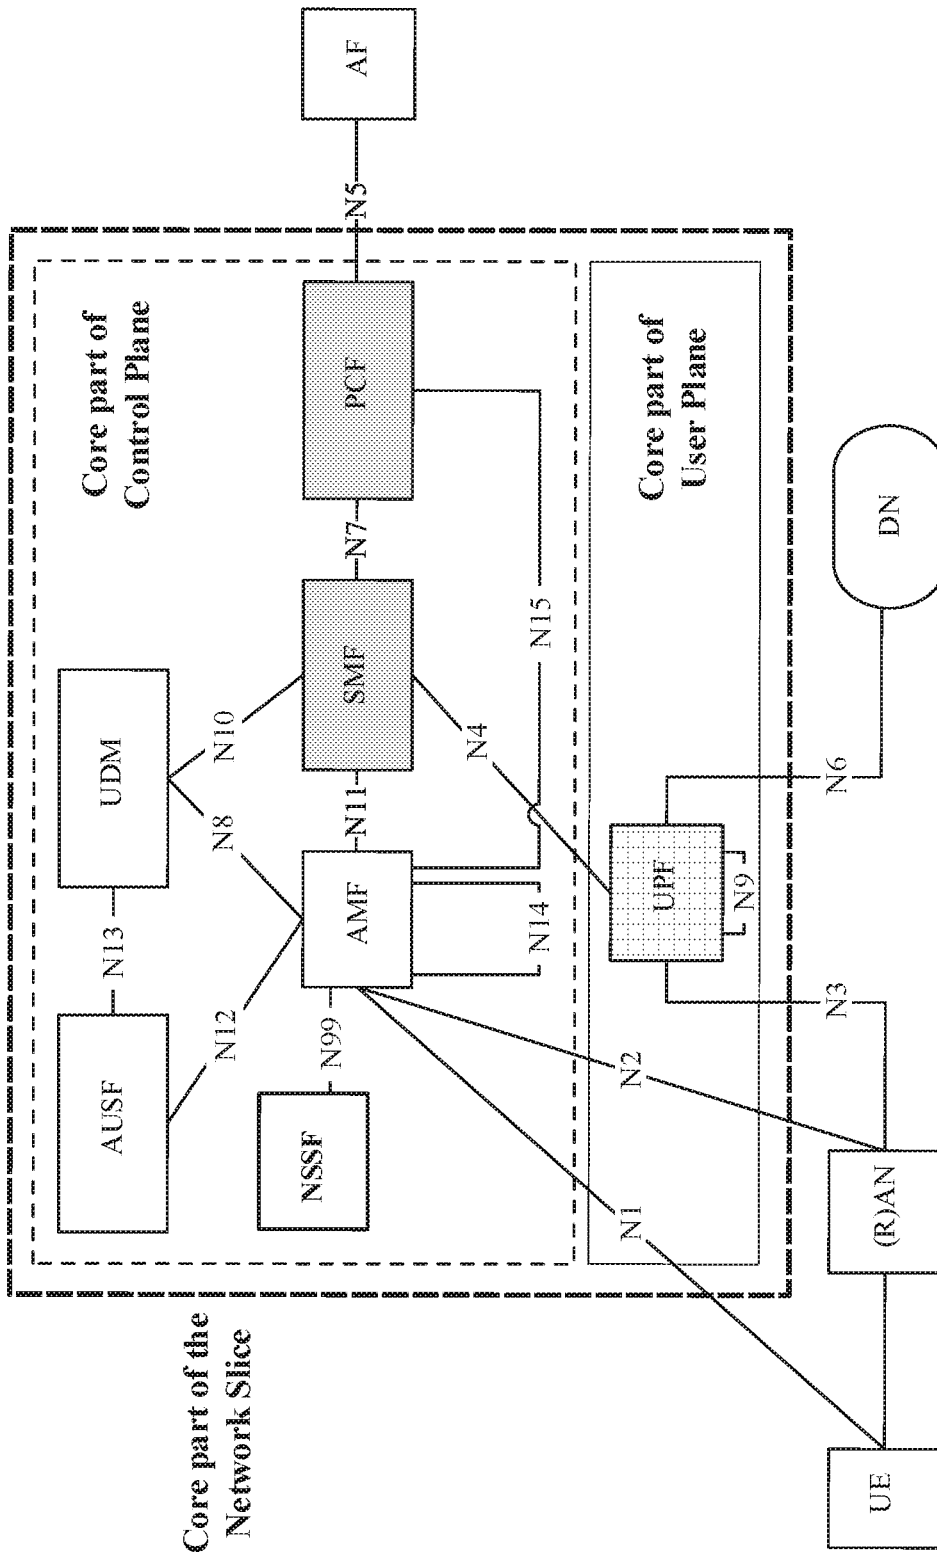 Core part of the
Network Slice
Core part of
Control Plane
AUSF
N13
UDM
N12
N8
N10
NSSF
N99
AMF
N11
SMF
N7
PCF
N5
AF
N14
N15
N4
Core part of
User Plane
N1
N2
UPF
N9
N3
N6
UE
(R)AN
DN